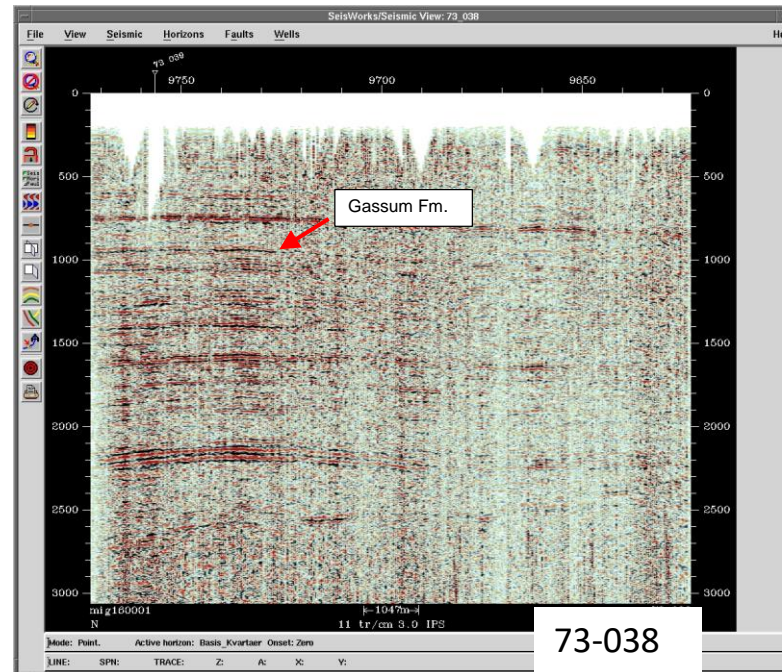 SeisWorks/Seismic View: 73_038
File View Seismic Horizons Faults Wells
73 039
9750 9700 9650
0 0
500 500
Gassum Fm.
1000 1000
1500 1500
2000 2000
2500 2500
3000 3000
mig160001 ←1047m→
N 11 tr/cm 3.0 IPS
73-038
Mode: Point. Active horizon: Basis_Kvartaer Onset: Zero
LINE: SPN: TRACE: Z: A: X: Y: